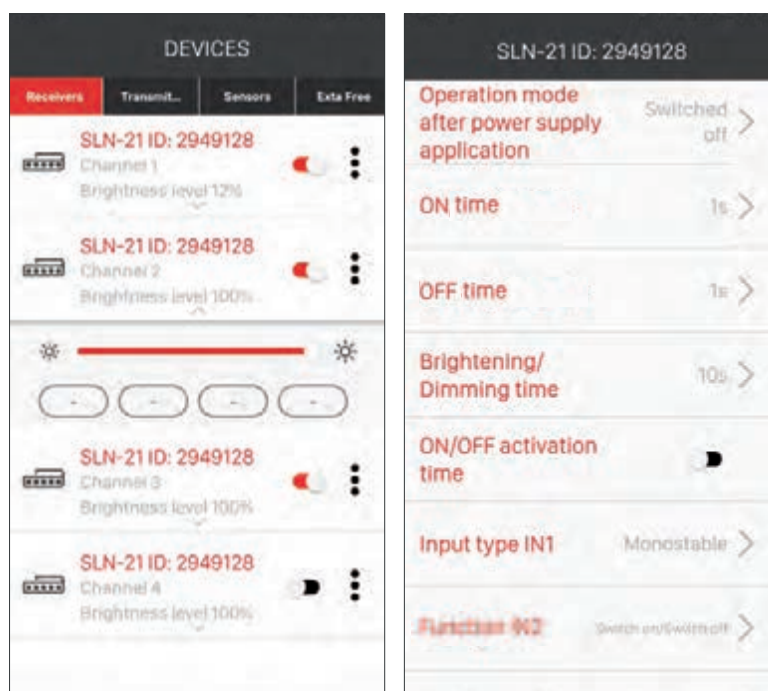 DEVICES
Receivers Transmit... Sensors Exta Free
SLN-21 ID: 2949128
Channel 1
Brightness level 12%
SLN-21 ID: 2949128
Channel 2
Brightness level 100%
- - - -
SLN-21 ID: 2949128
Channel 3
Brightness level 100%
SLN-21 ID: 2949128
Channel 4
Brightness level 100%
SLN-21 ID: 2949128
Operation mode
after power supply
application
Switched
off
ON time 1s
OFF time 1s
Brightening/
Dimming time
10s
ON/OFF activation
time
Input type IN1 Monostable
Function Switch on/Switch off